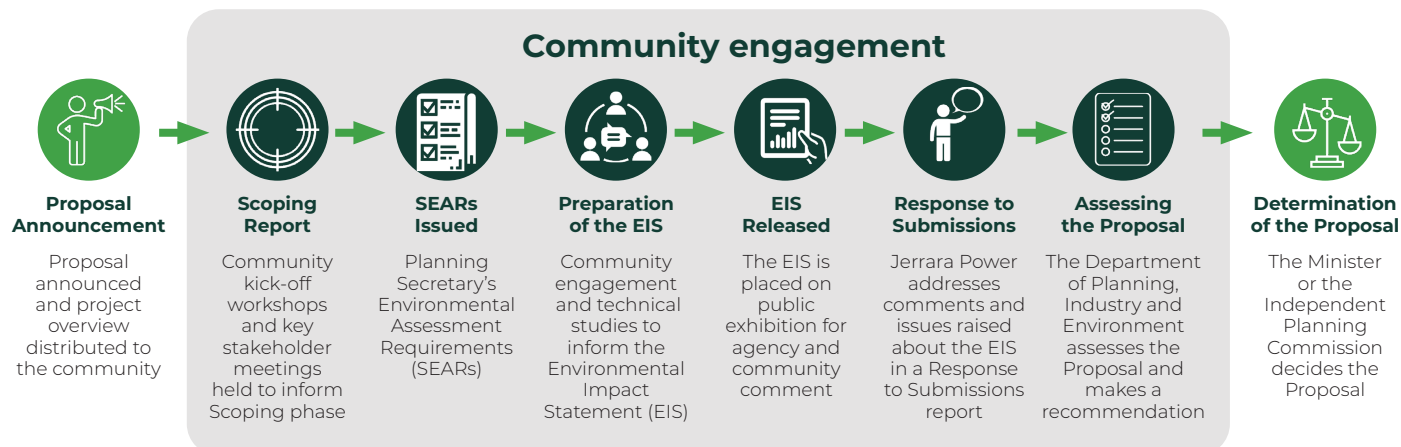 Community engagement
Proposal
Announcement
Proposal
announced
and project
overview
distributed to
the community
Scoping
Report
Community
kick-off
workshops
and key
stakeholder
meetings
held to inform
Scoping phase
SEARs
Issued
Planning
Secretary’s
Environmental
Assessment
Requirements
(SEARs)
Preparation
of the EIS
Community
engagement
and technical
studies to
inform the
Environmental
Impact
Statement (EIS)
EIS
Released
The EIS is
placed on
public
exhibition for
agency and
community
comment
Response to
Submissions
Jerrara Power
addresses
comments and
issues raised
about the EIS
in a Response
to Submissions
report
Assessing
the Proposal
The Department
of Planning,
Industry and
Environment
assesses the
Proposal and
makes a
recommendation
Determination
of the Proposal
The Minister
or the
Independent
Planning
Commission
decides the
Proposal